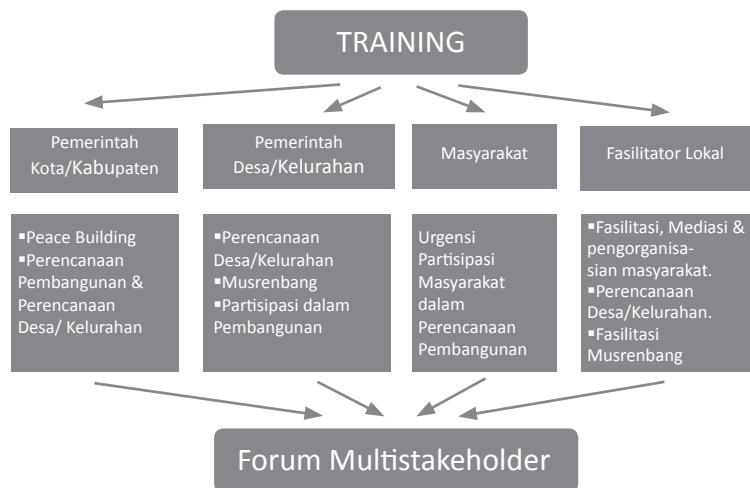 TRAINING
Pemerintah
Kota/Kabupaten
Pemerintah
Desa/Kelurahan
Masyarakat
Fasilitator Lokal
▪Peace Building
▪Perencanaan
Pembangunan &
Perencanaan
Desa/ Kelurahan
▪Perencanaan
Desa/Kelurahan
▪Musrenbang
▪Partisipasi dalam
Pembangunan
Urgensi
Partisipasi
Masyarakat
dalam
Perencanaan
Pembangunan
▪Fasilitasi, Mediasi &
pengorganisa-
sian masyarakat.
▪Perencanaan
Desa/Kelurahan.
▪Fasilitasi
Musrenbang
Forum Multistakeholder